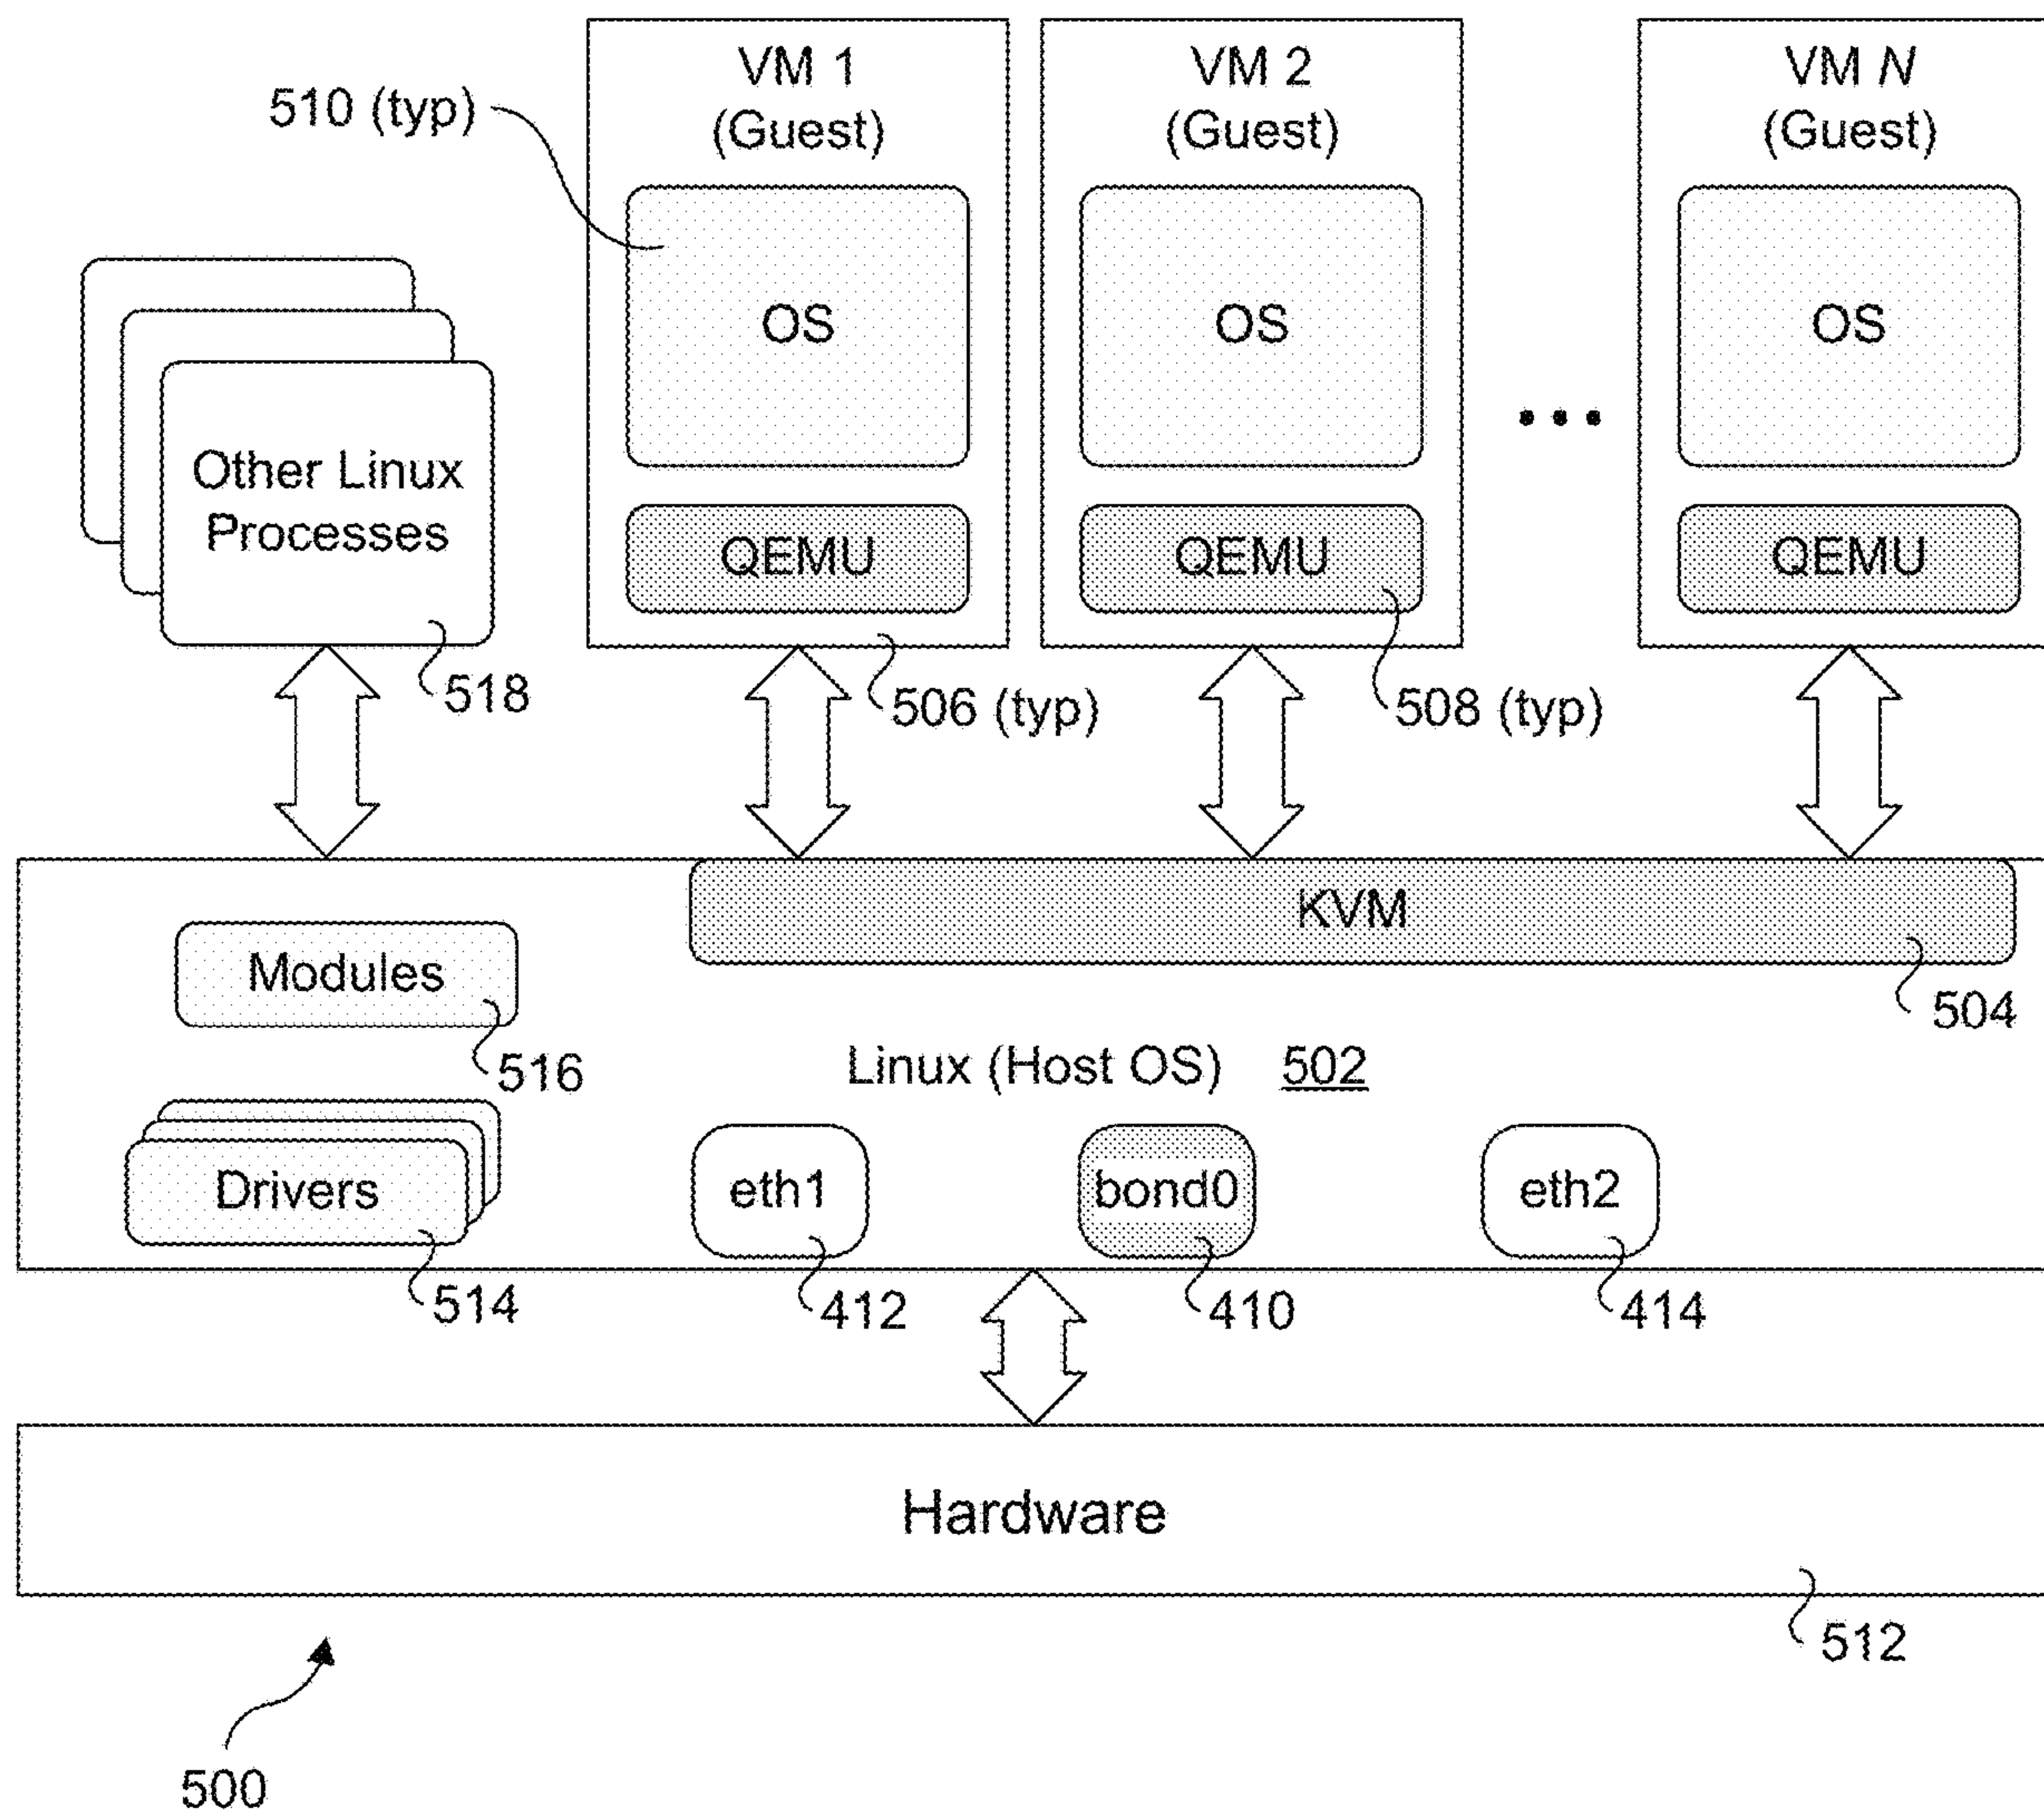 VM 1
(Guest)
VM 2
(Guest)
VM N
(Guest)
510 (typ)
OS
OS
OS
Other Linux
Processes
QEMU
QEMU
QEMU
518
506 (typ)
508 (typ)
KVM
Modules
504
516
Linux (Host OS) 502
Drivers
eth1
bond0
eth2
514
412
410
414
Hardware
512
500